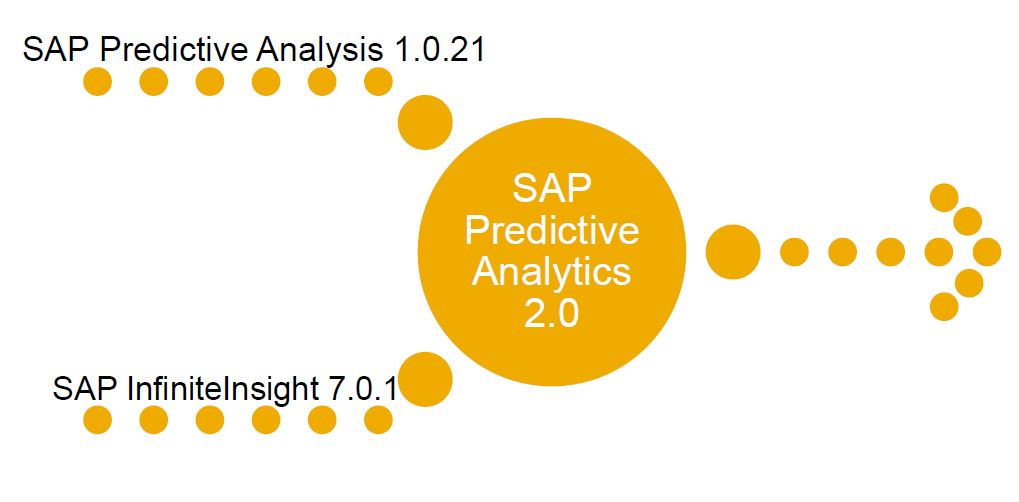 SAP Predictive Analysis 1.0.21
SAP
Predictive
Analytics
2.0
SAP InfiniteInsight 7.0.1